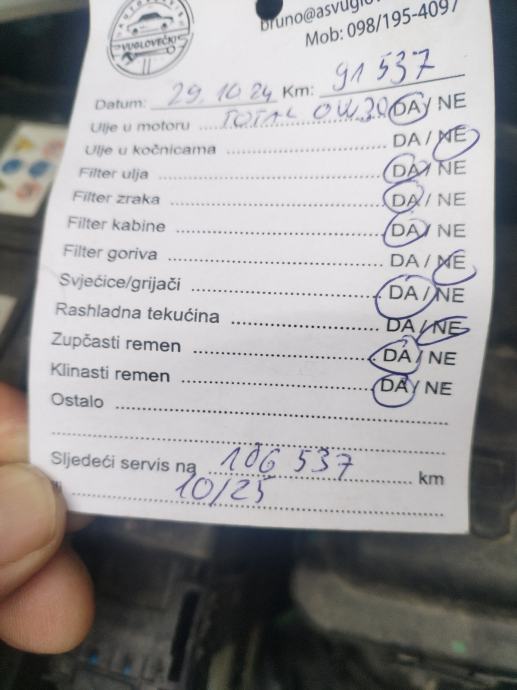 VUGLOVEČKI
bruno@asvuglo
Mob: 098/195-4097
Datum: 29.10.24 Km: 91 537
Ulje u motoru TOTAL 0W30 DA / NE
Ulje u kočnicama DA / NE
Filter ulja DA / NE
Filter zraka DA / NE
Filter kabine DA / NE
Filter goriva DA / NE
Svječice/grijači DA / NE
Rashladna tekućina DA / NE
Zupčasti remen DA / NE
Klinasti remen DA / NE
Ostalo
Sljedeći servis na 106 537 km
10/25